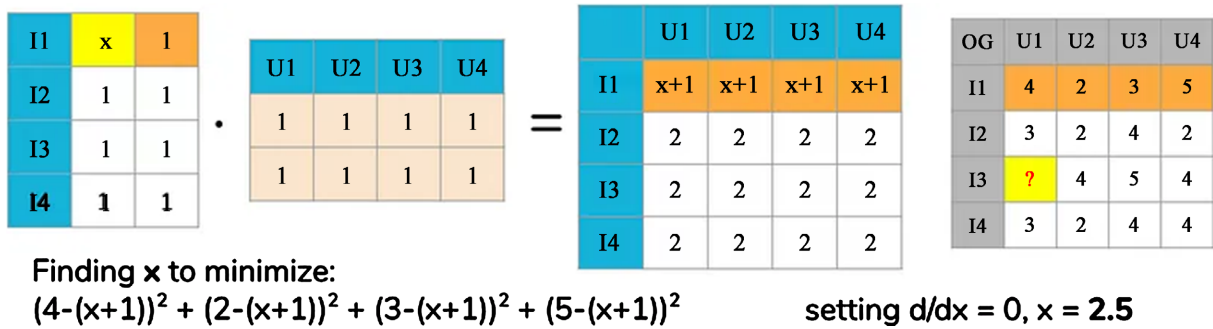 I1 x 1
I2 1 1
I3 1 1
I4 1 1
·
U1 U2 U3 U4
1 1 1 1
1 1 1 1
=
U1 U2 U3 U4
I1 x+1 x+1 x+1 x+1
I2 2 2 2 2
I3 2 2 2 2
I4 2 2 2 2
OG U1 U2 U3 U4
I1 4 2 3 5
I2 3 2 4 2
I3 ? 4 5 4
I4 3 2 4 4
Finding x to minimize:
(4-(x+1))² + (2-(x+1))² + (3-(x+1))² + (5-(x+1))²
setting d/dx = 0, x = 2.5